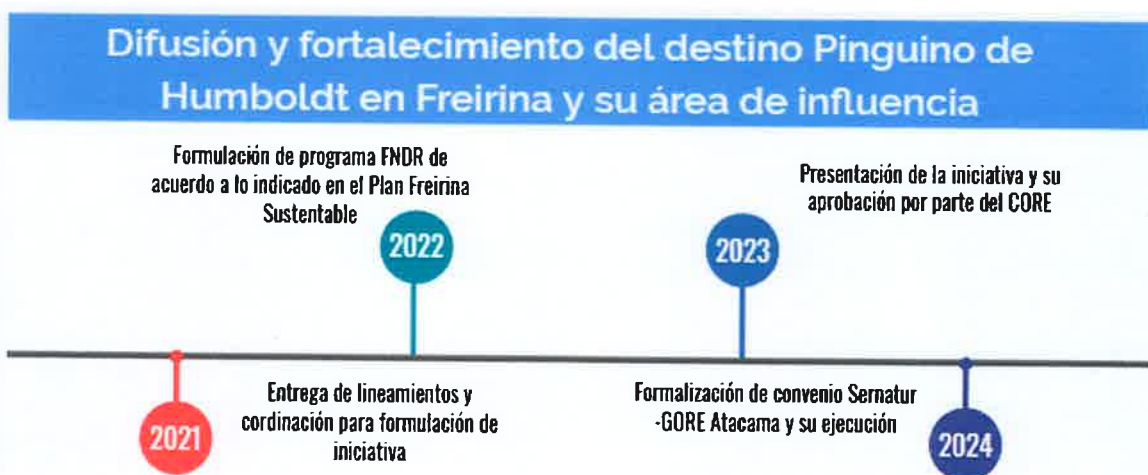 Difusión y fortalecimiento del destino Pinguino de
Humboldt en Freirina y su área de influencia
Formulación de programa FNDR de
acuerdo a lo indicado en el Plan Freirina
Sustentable
2022
Presentación de la iniciativa y su
aprobación por parte del CORE
2023
2021
Entrega de lineamientos y
cordinación para formulación de
iniciativa
Formalización de convenio Sernatur
-GORE Atacama y su ejecución
2024